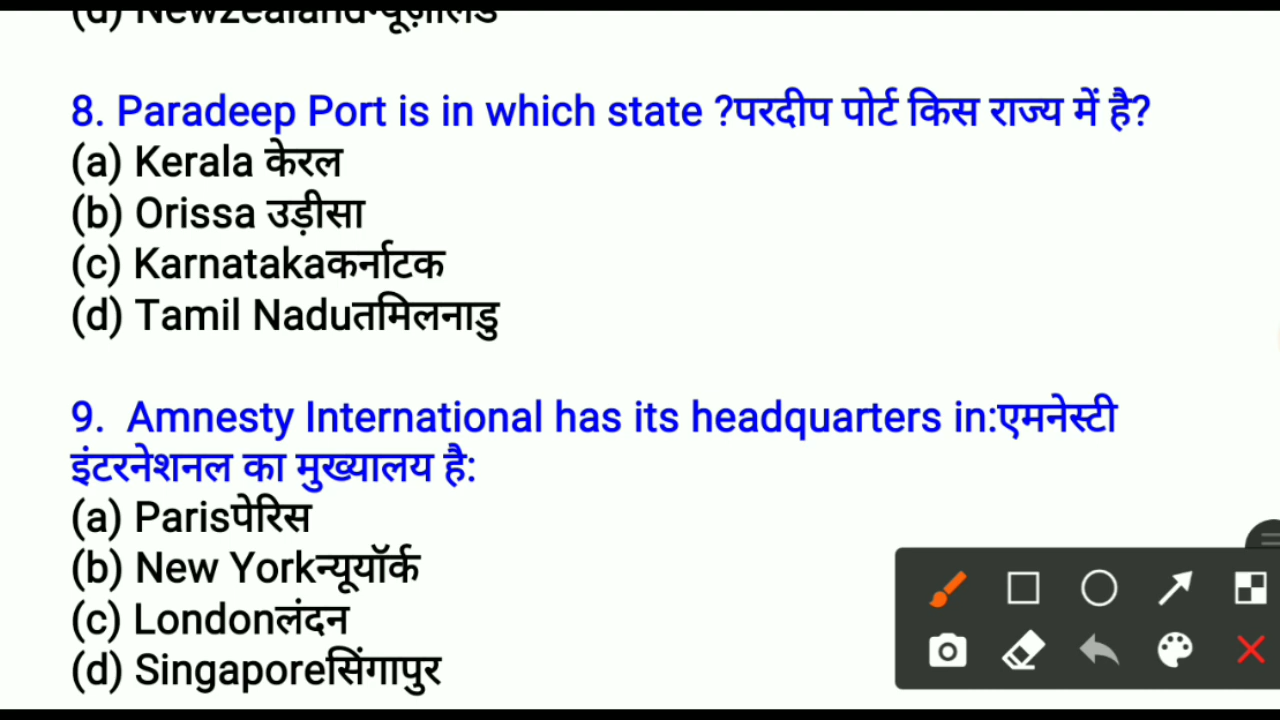 (d) Newzealandन्यूज़ीलैंड
8. Paradeep Port is in which state ?परदीप पोर्ट किस राज्य में है?
(a) Kerala केरल
(b) Orissa उड़ीसा
(c) Karnatakaकर्नाटक
(d) Tamil Naduतमिलनाडु
9. Amnesty International has its headquarters in:एमनेस्टी
इंटरनेशनल का मुख्यालय है:
(a) Parisपेरिस
(b) New Yorkन्यूयॉर्क
(c) Londonलंदन
(d) Singaporeसिंगापुर